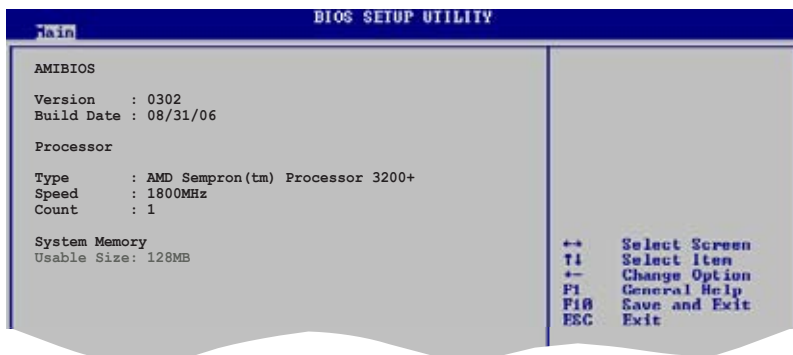 BIOS SETUP UTILITY
Main
AMIBIOS
Version : 0302
Build Date : 08/31/06
Processor
Type : AMD Sempron(tm) Processor 3200+
Speed : 1800MHz
Count : 1
System Memory
Usable Size: 128MB
←→ Select Screen
↑↓ Select Item
+- Change Option
F1 General Help
F10 Save and Exit
ESC Exit